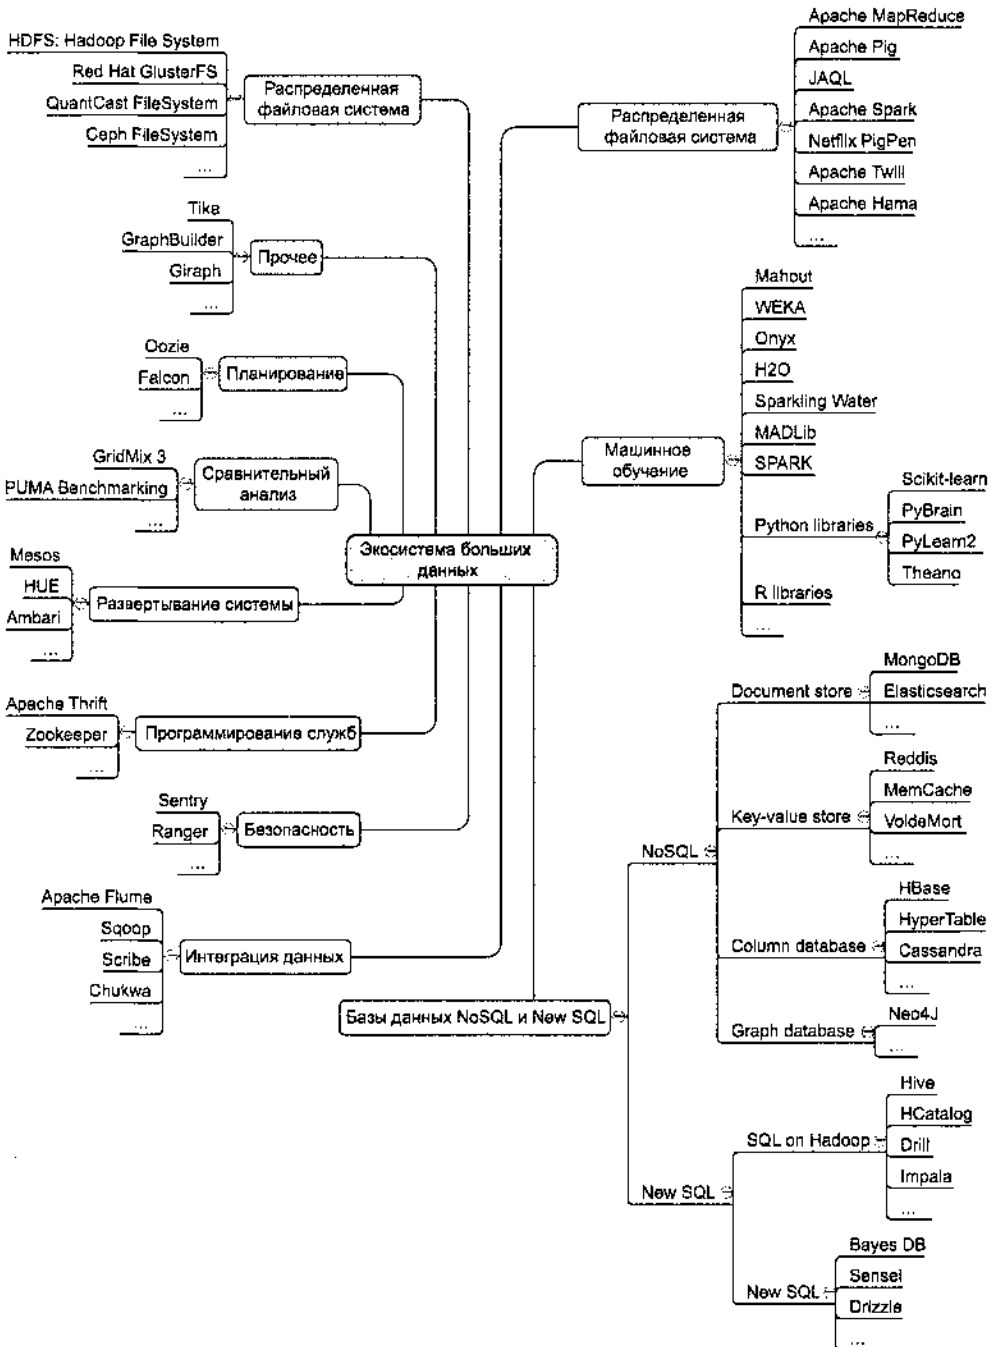 HDFS: Hadoop File System
Red Hat GlusterFS
QuantCast FileSystem
Ceph FileSystem
...
Распределенная
файловая система
Tika
GraphBuilder
Giraph
...
Прочее
Oozie
Falcon
...
Планирование
GridMix 3
PUMA Benchmarking
...
Сравнительный
анализ
Mesos
HUE
Ambari
...
Развертывание системы
Apache Thrift
Zookeeper
...
Программирование служб
Sentry
Ranger
...
Безопасность
Apache Flume
Sqoop
Scribe
Chukwa
...
Интеграция данных
Экосистема больших
данных
Распределенная
файловая система
Apache MapReduce
Apache Pig
JAQL
Apache Spark
Netflix PigPen
Apache Twill
Apache Hama
...
Машинное
обучение
Mahout
WEKA
Onyx
H2O
Sparkling Water
MADLib
SPARK
Python libraries
Scikit-learn
PyBrain
PyLearn2
Theano
R libraries
...
Базы данных NoSQL и New SQL
NoSQL
Document store
MongoDB
Elasticsearch
...
Key-value store
Reddis
MemCache
VoldeMort
...
Column database
HBase
HyperTable
Cassandra
...
Graph database
Neo4J
...
New SQL
SQL on Hadoop
Hive
HCatalog
Drill
Impala
...
New SQL
Bayes DB
Sensei
Drizzle
...